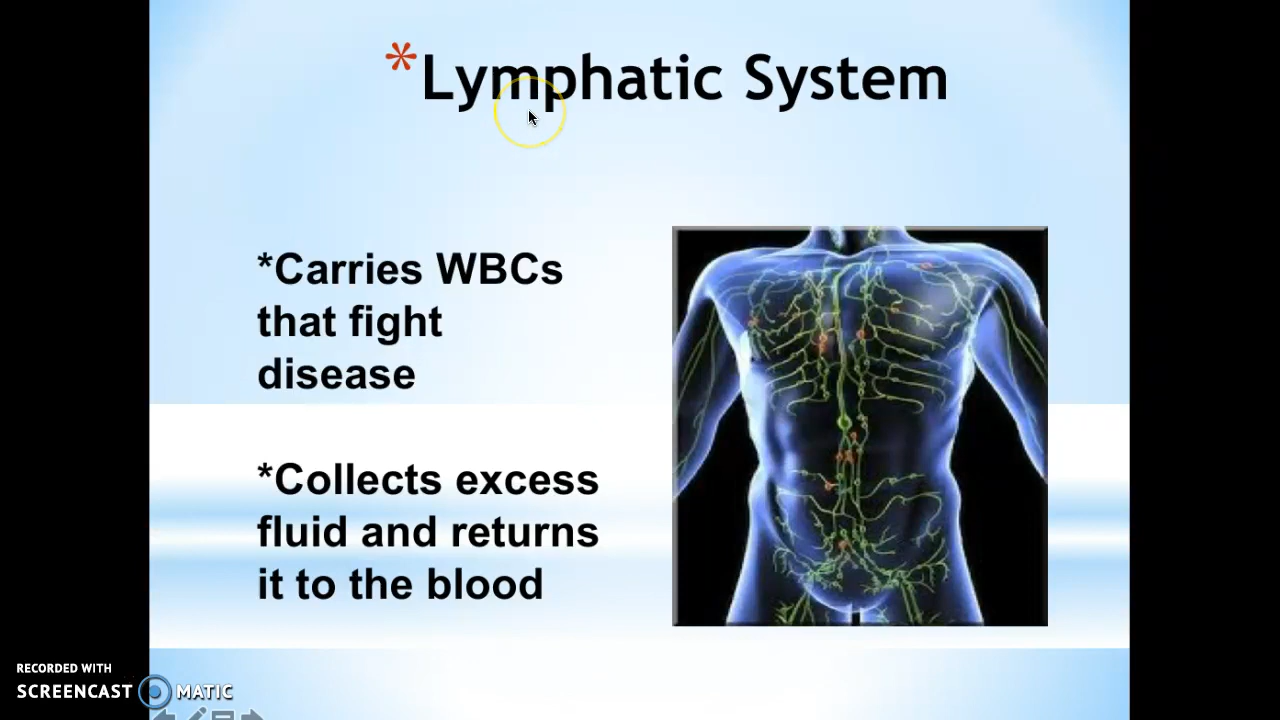 *Lymphatic System
*Carries WBCs
that fight
disease
*Collects excess
fluid and returns
it to the blood
RECORDED WITH
SCREENCAST MATIC